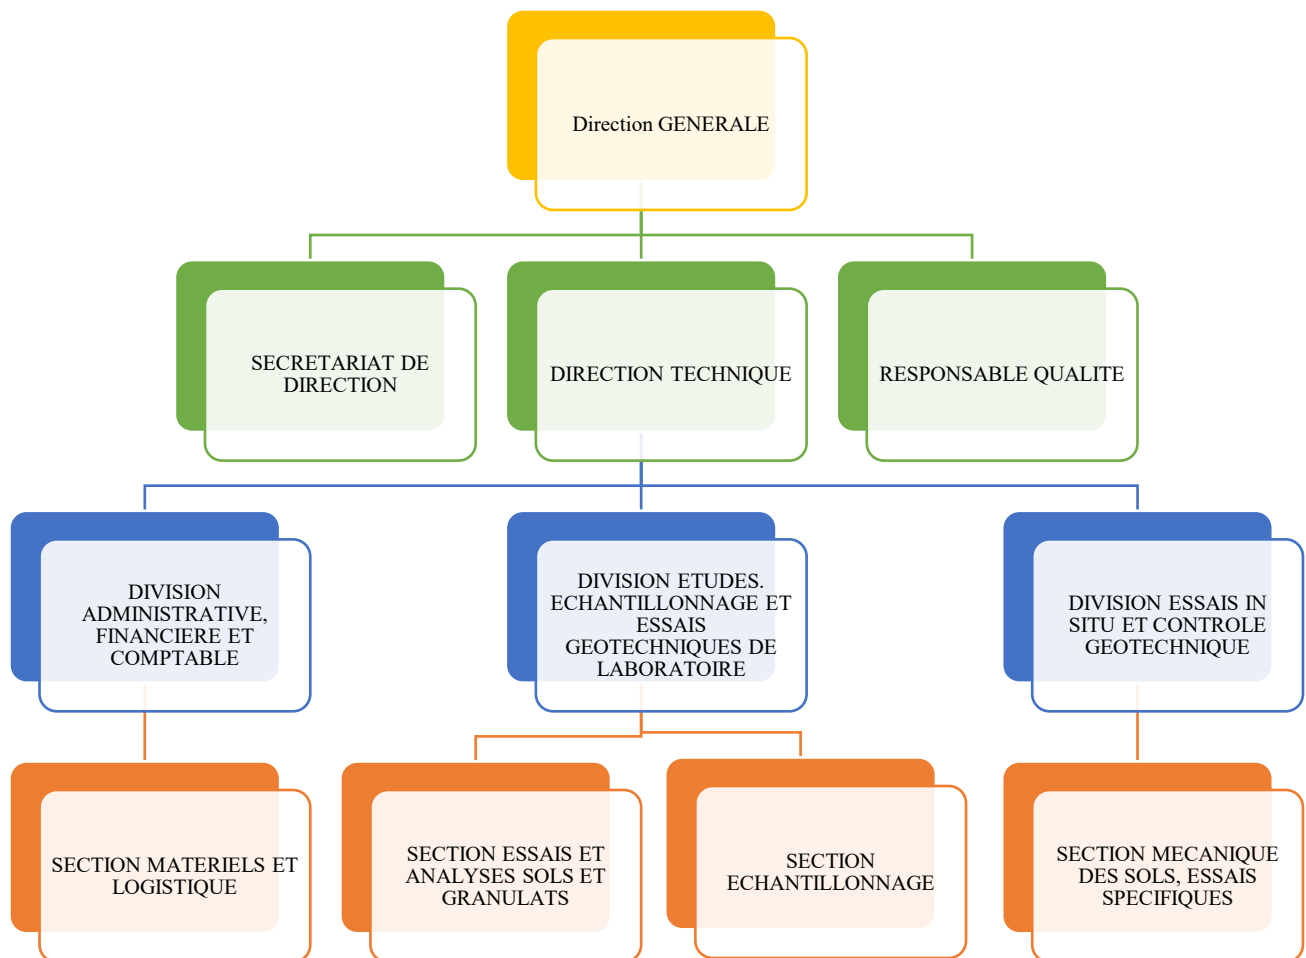 Direction GENERALE
SECRETARIAT DE
DIRECTION
DIRECTION TECHNIQUE
RESPONSABLE QUALITE
DIVISION
ADMINISTRATIVE,
FINANCIERE ET
COMPTABLE
DIVISION ETUDES.
ECHANTILLONNAGE ET
ESSAIS
GEOTECHNIQUES DE
LABORATOIRE
DIVISION ESSAIS IN
SITU ET CONTROLE
GEOTECHNIQUE
SECTION MATERIELS ET
LOGISTIQUE
SECTION ESSAIS ET
ANALYSES SOLS ET
GRANULATS
SECTION
ECHANTILLONNAGE
SECTION MECANIQUE
DES SOLS, ESSAIS
SPECIFIQUES